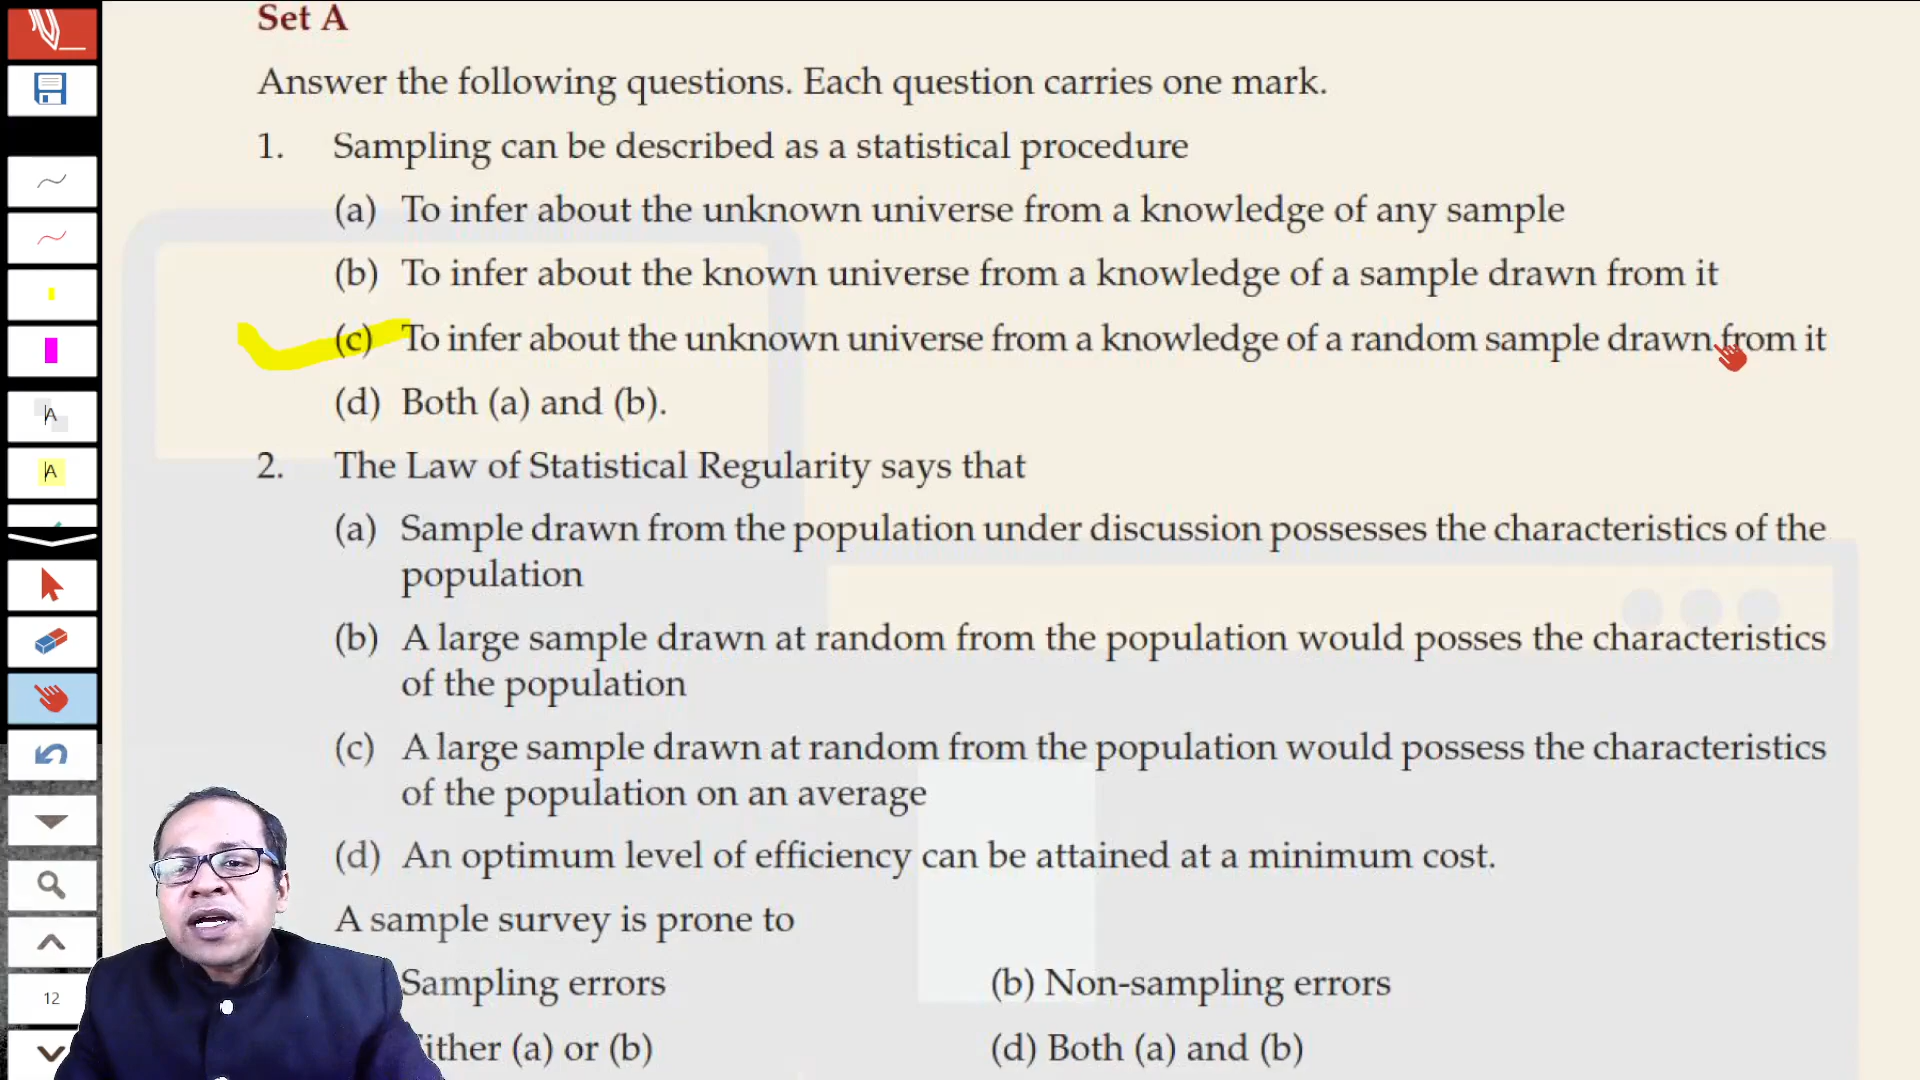 Set A
Answer the following questions. Each question carries one mark.
1. Sampling can be described as a statistical procedure
(a) To infer about the unknown universe from a knowledge of any sample
(b) To infer about the known universe from a knowledge of a sample drawn from it
(c) To infer about the unknown universe from a knowledge of a random sample drawn from it
(d) Both (a) and (b).
2. The Law of Statistical Regularity says that
(a) Sample drawn from the population under discussion possesses the characteristics of the
population
(b) A large sample drawn at random from the population would posses the characteristics
of the population
(c) A large sample drawn at random from the population would possess the characteristics
of the population on an average
(d) An optimum level of efficiency can be attained at a minimum cost.
A sample survey is prone to
Sampling errors (b) Non-sampling errors
ither (a) or (b) (d) Both (a) and (b)
A
A
12